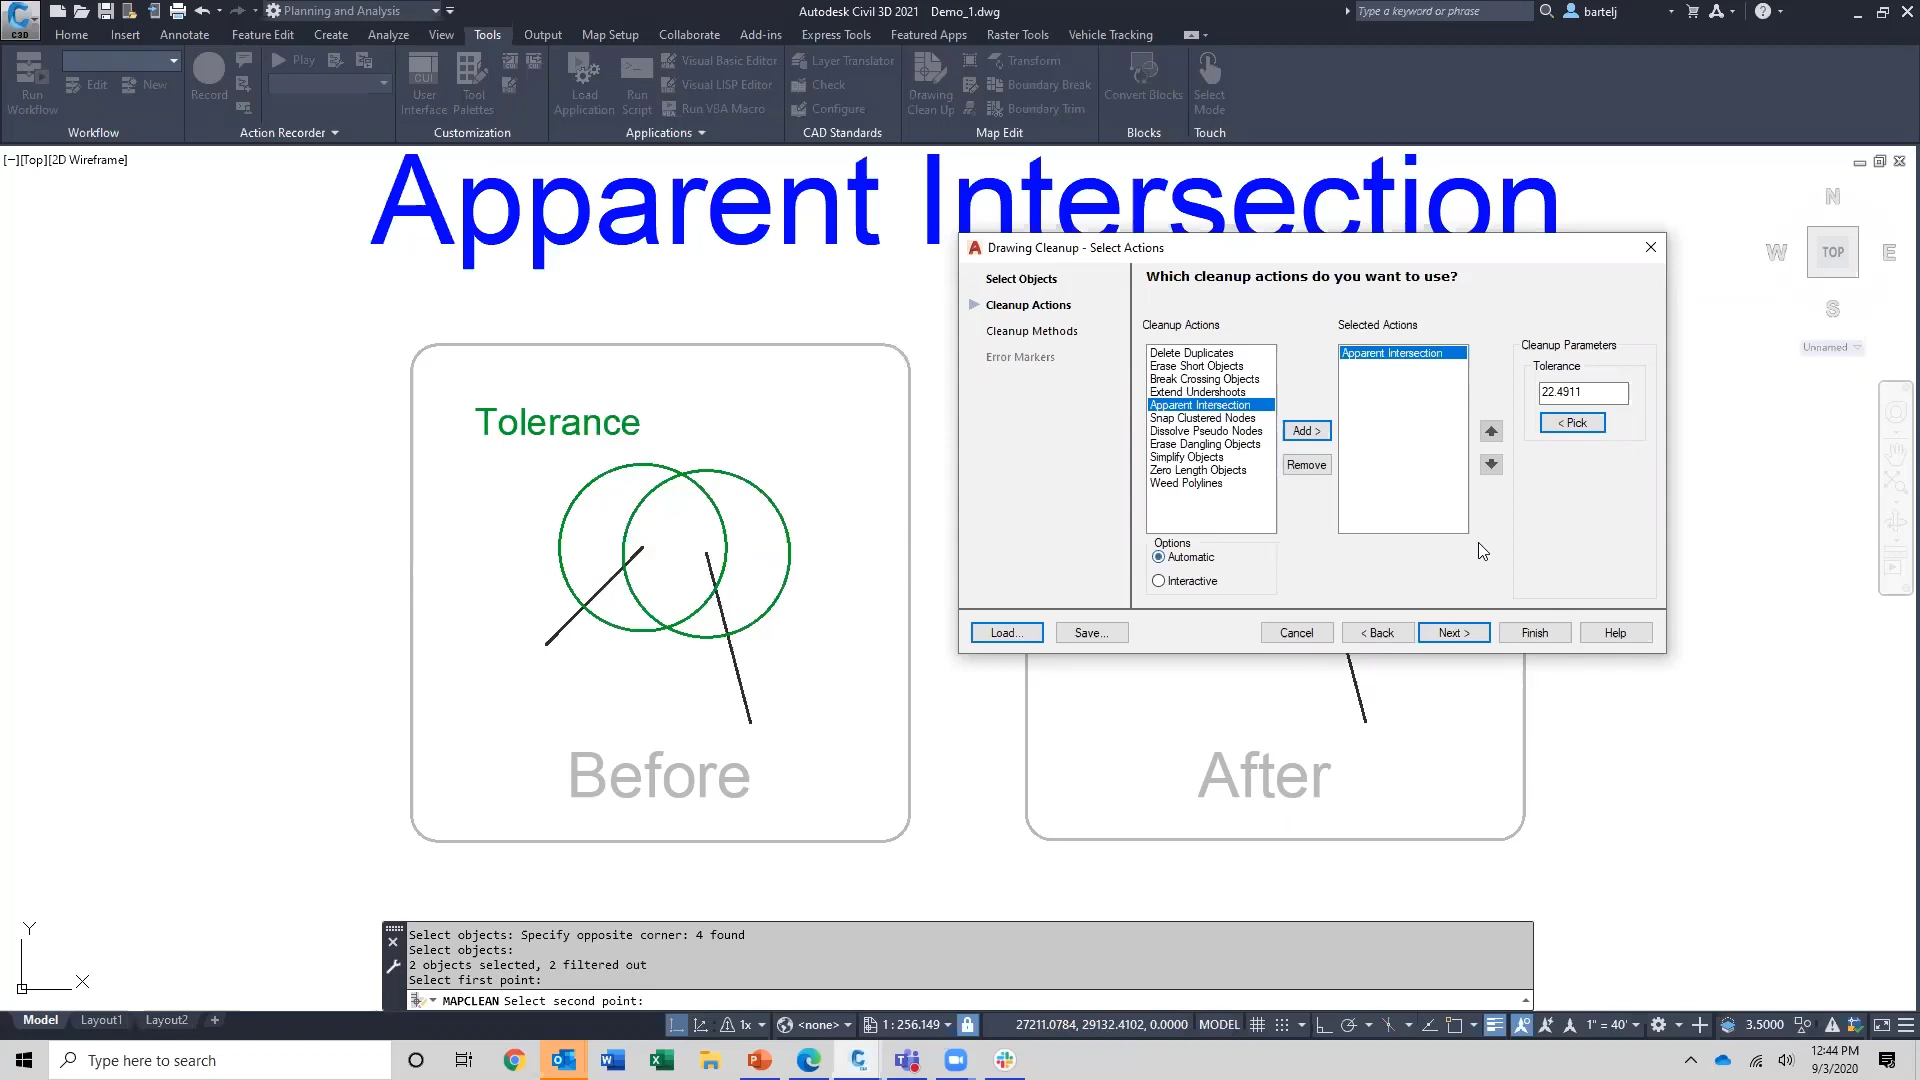 C3D
Planning and Analysis
Autodesk Civil 3D 2021 Demo_1.dwg
Type a keyword or phrase
bartelj
Home Insert Annotate Feature Edit Create Analyze View Tools Output Map Setup Collaborate Add-ins Express Tools Featured Apps Raster Tools Vehicle Tracking
Run Workflow
Edit New
Record
Play
CUI
User Interface
Tool Palettes
Load Application
Run Script
Visual Basic Editor
Visual LISP Editor
Run VBA Macro
Layer Translator
Check
Configure
Drawing Clean Up
Transform
Boundary Break
Boundary Trim
Convert Blocks
Select Mode
Workflow Action Recorder Customization Applications CAD Standards Map Edit Blocks Touch
[−][Top][2D Wireframe]
Apparent Intersection
N
W TOP E
S
Unnamed
Drawing Cleanup - Select Actions
Select Objects
Cleanup Actions
Cleanup Methods
Error Markers
Which cleanup actions do you want to use?
Cleanup Actions
Delete Duplicates
Erase Short Objects
Break Crossing Objects
Extend Undershoots
Apparent Intersection
Snap Clustered Nodes
Dissolve Pseudo Nodes
Erase Dangling Objects
Simplify Objects
Zero Length Objects
Weed Polylines
Add >
Remove
Selected Actions
Apparent Intersection
Cleanup Parameters
Tolerance
22.4911
< Pick
Options
Automatic
Interactive
Load... Save... Cancel < Back Next > Finish Help
Tolerance
Before
After
Select objects: Specify opposite corner: 4 found
Select objects:
2 objects selected, 2 filtered out
Select first point:
MAPCLEAN Select second point:
Y
X
Model Layout1 Layout2 +
1x <none> 1 : 256.149 27211.0784, 29132.4102, 0.0000 MODEL 1" = 40' 3.5000
Type here to search
12:44 PM
9/3/2020